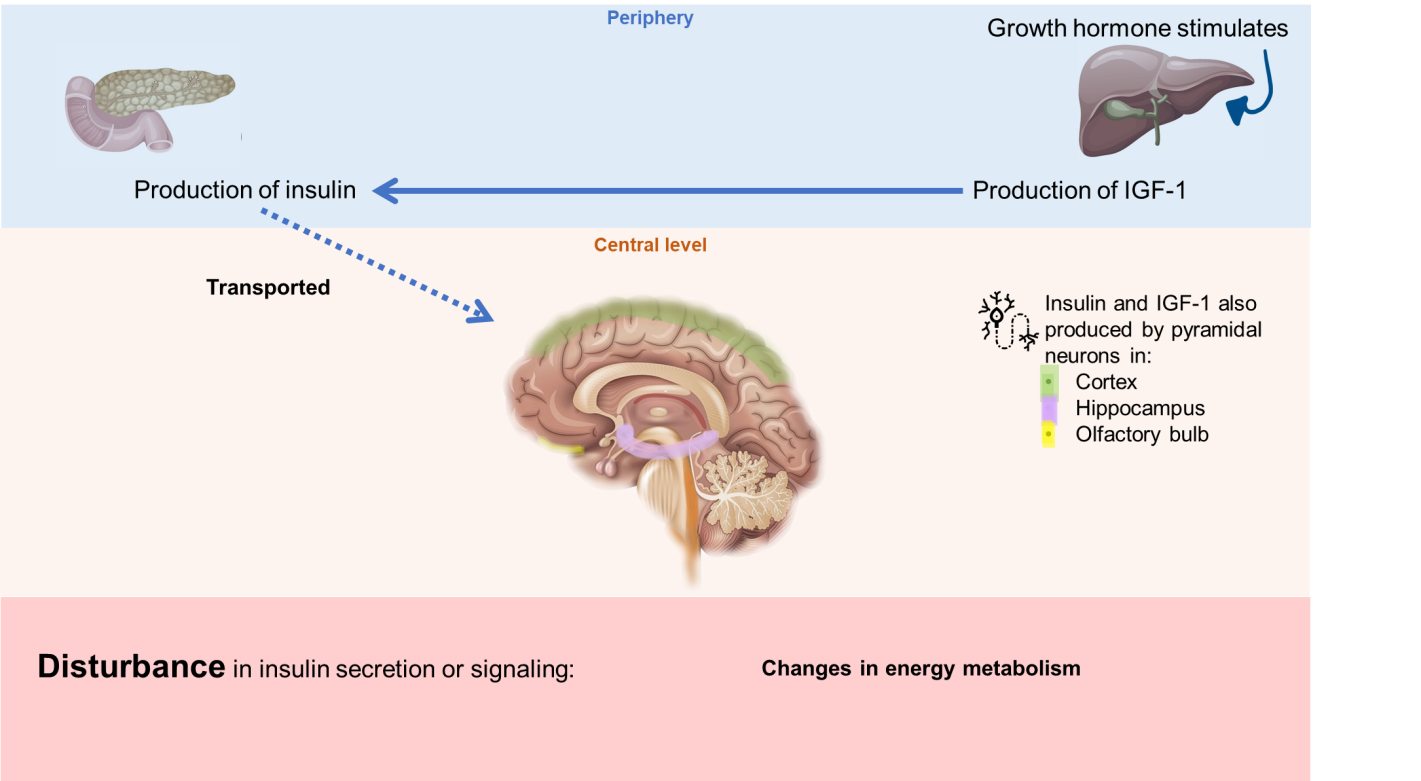 Periphery
Growth hormone stimulates
Production of insulin
Production of IGF-1
Central level
Transported
Insulin and IGF-1 also
produced by pyramidal
neurons in:
Cortex
Hippocampus
Olfactory bulb
Disturbance in insulin secretion or signaling:
Changes in energy metabolism